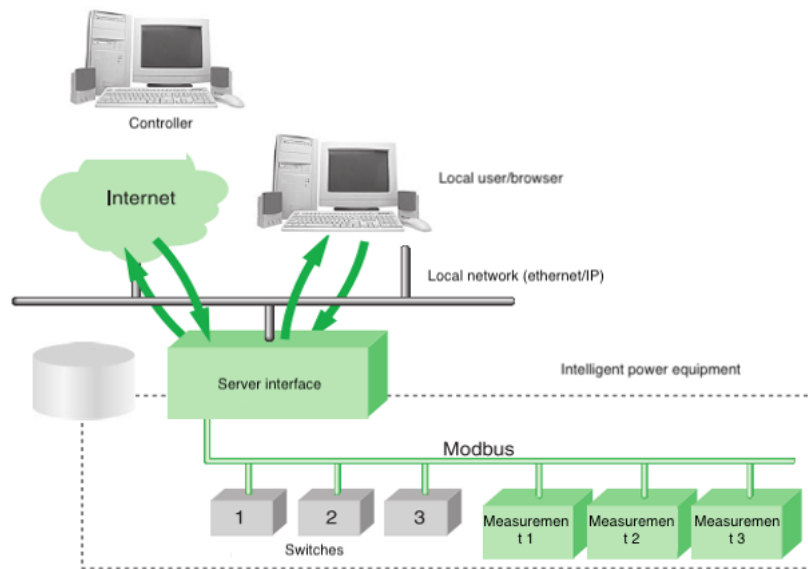 Controller
Internet
Local user/browser
Local network (ethernet/IP)
Server interface
Intelligent power equipment
Modbus
1
2
3
Measuremen
t 1
Measuremen
t 2
Measuremen
t 3
Switches